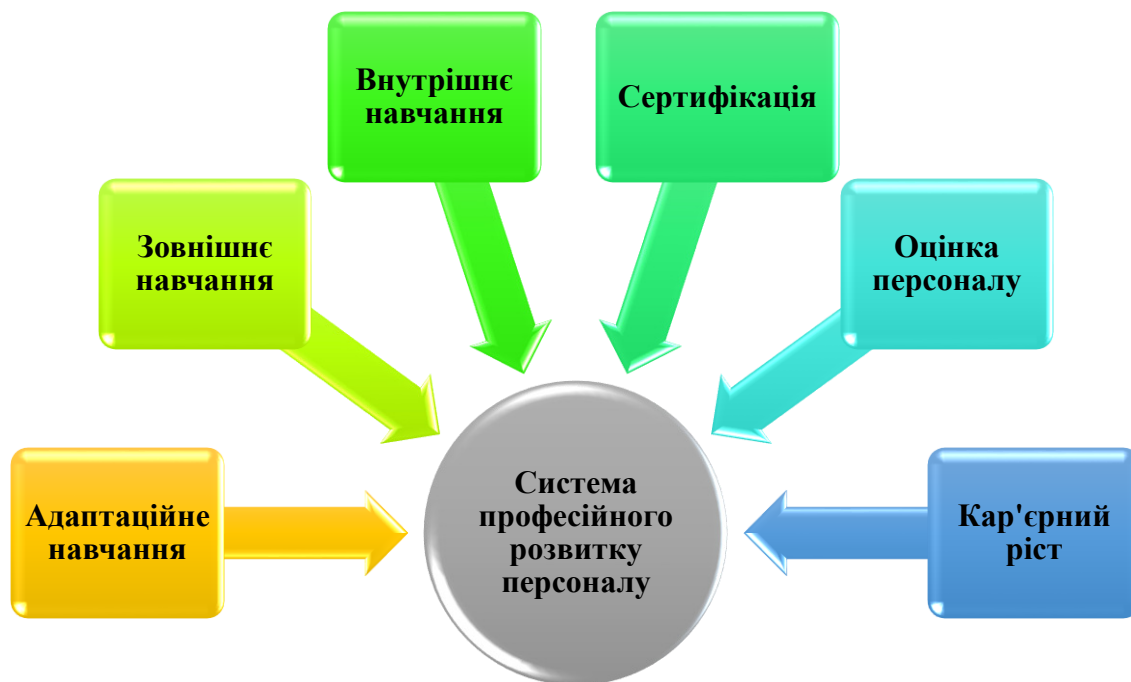 Внутрішнє
навчання
Сертифікація
Зовнішнє
навчання
Оцінка
персоналу
Адаптаційне
навчання
Система
професійного
розвитку
персоналу
Кар'єрний
ріст